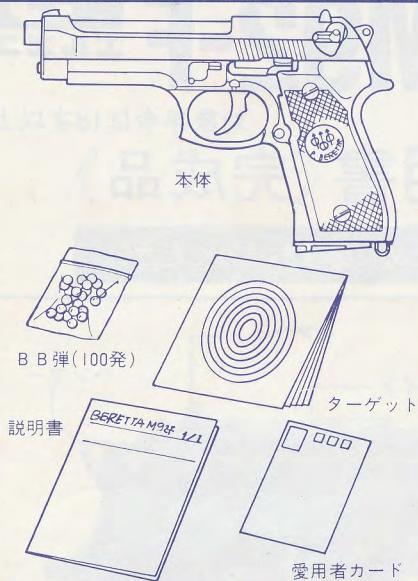 P. BERETTA
本体
BB弾(100発)
ターゲット
説明書
BERETTA M92F 1/1
愛用者カード